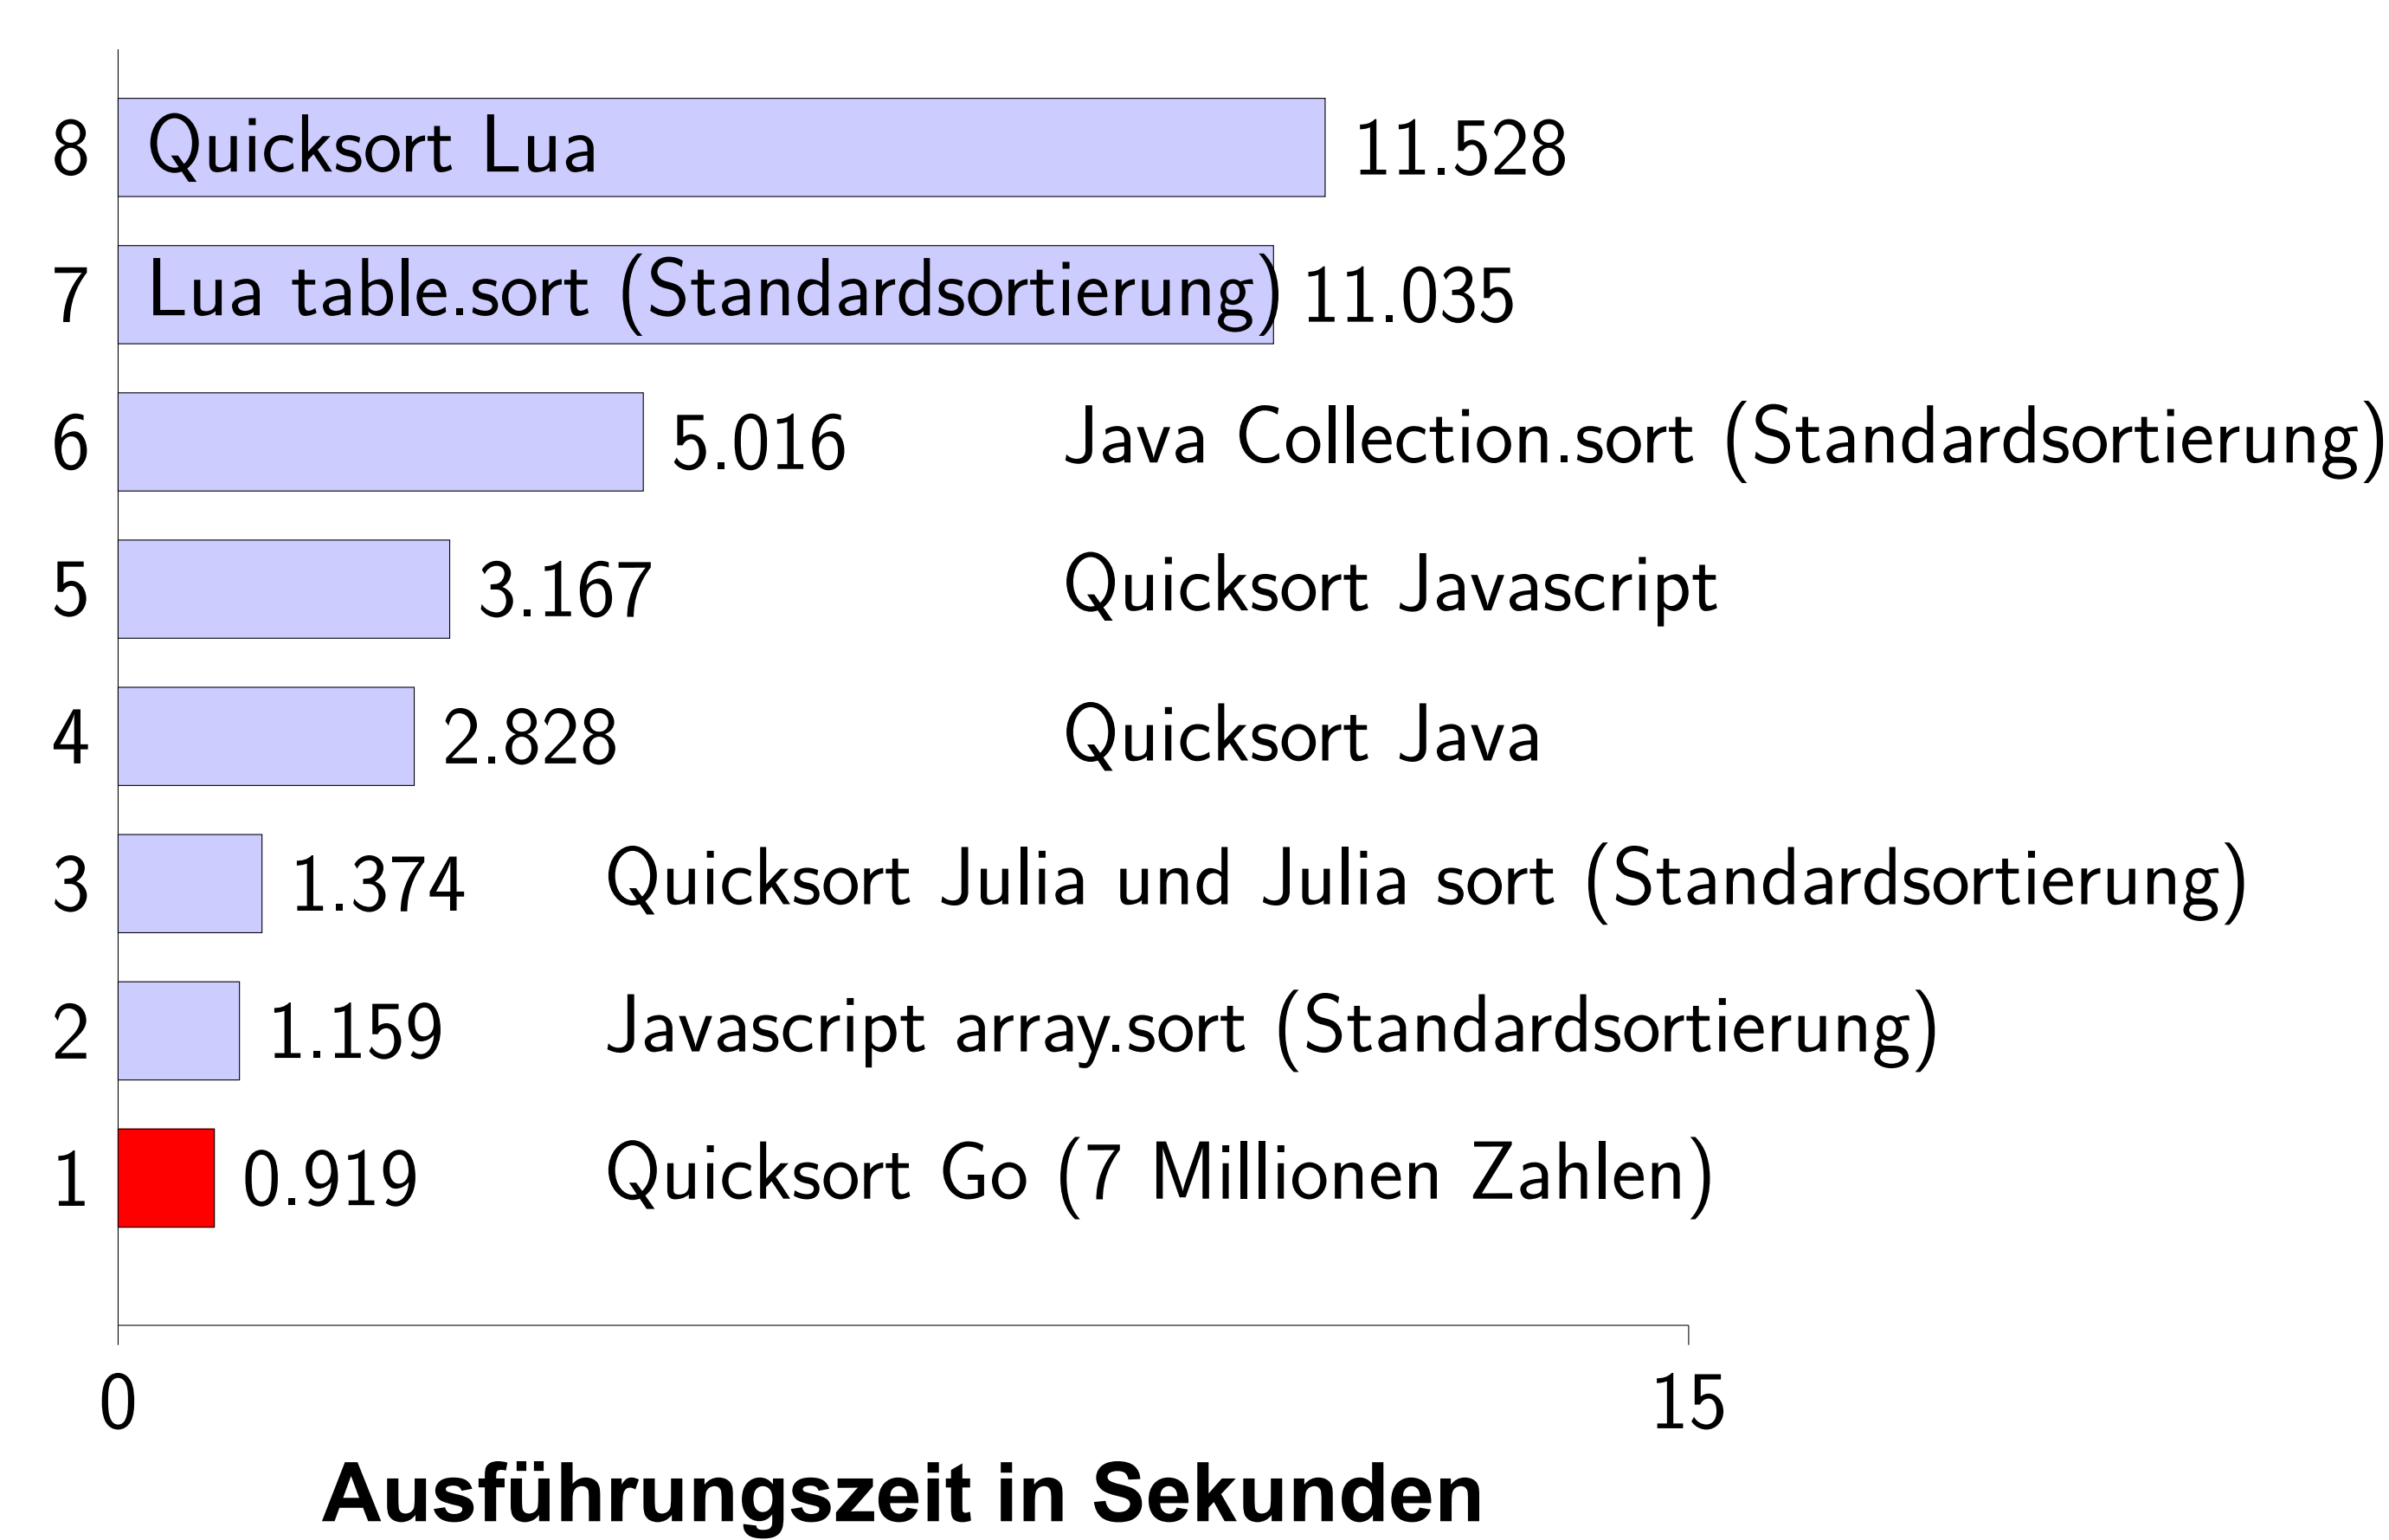 8 Quicksort Lua 11.528
7 Lua table.sort (Standardsortierung) 11.035
6 5.016 Java Collection.sort (Standardsortierung)
5 3.167 Quicksort Javascript
4 2.828 Quicksort Java
3 1.374 Quicksort Julia und Julia sort (Standardsortierung)
2 1.159 Javascript array.sort (Standardsortierung)
1 0.919 Quicksort Go (7 Millionen Zahlen)
0 15
Ausführungszeit in Sekunden